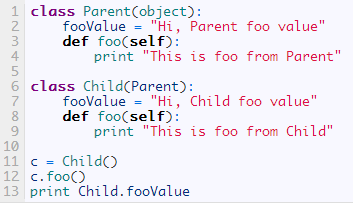 1 class Parent(object):
2     fooValue = "Hi, Parent foo value"
3     def foo(self):
4         print "This is foo from Parent"
5
6 class Child(Parent):
7     fooValue = "Hi, Child foo value"
8     def foo(self):
9         print "This is foo from Child"
10
11 c = Child()
12 c.foo()
13 print Child.fooValue